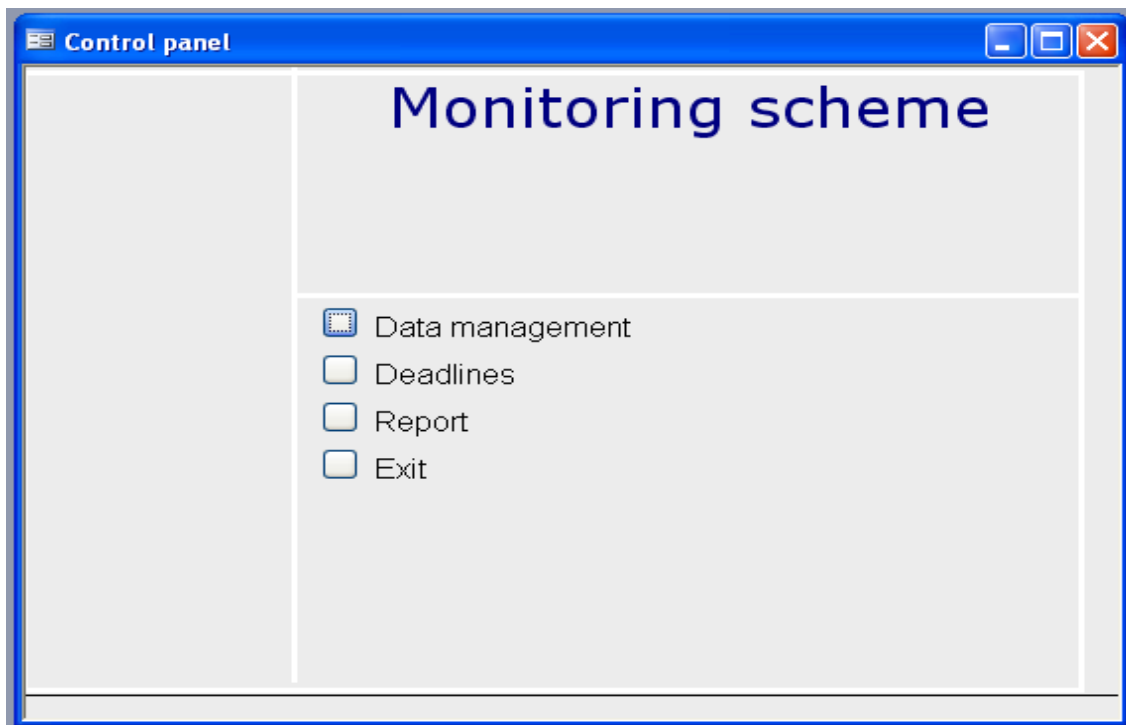 Control panel
Monitoring scheme
Data management
Deadlines
Report
Exit